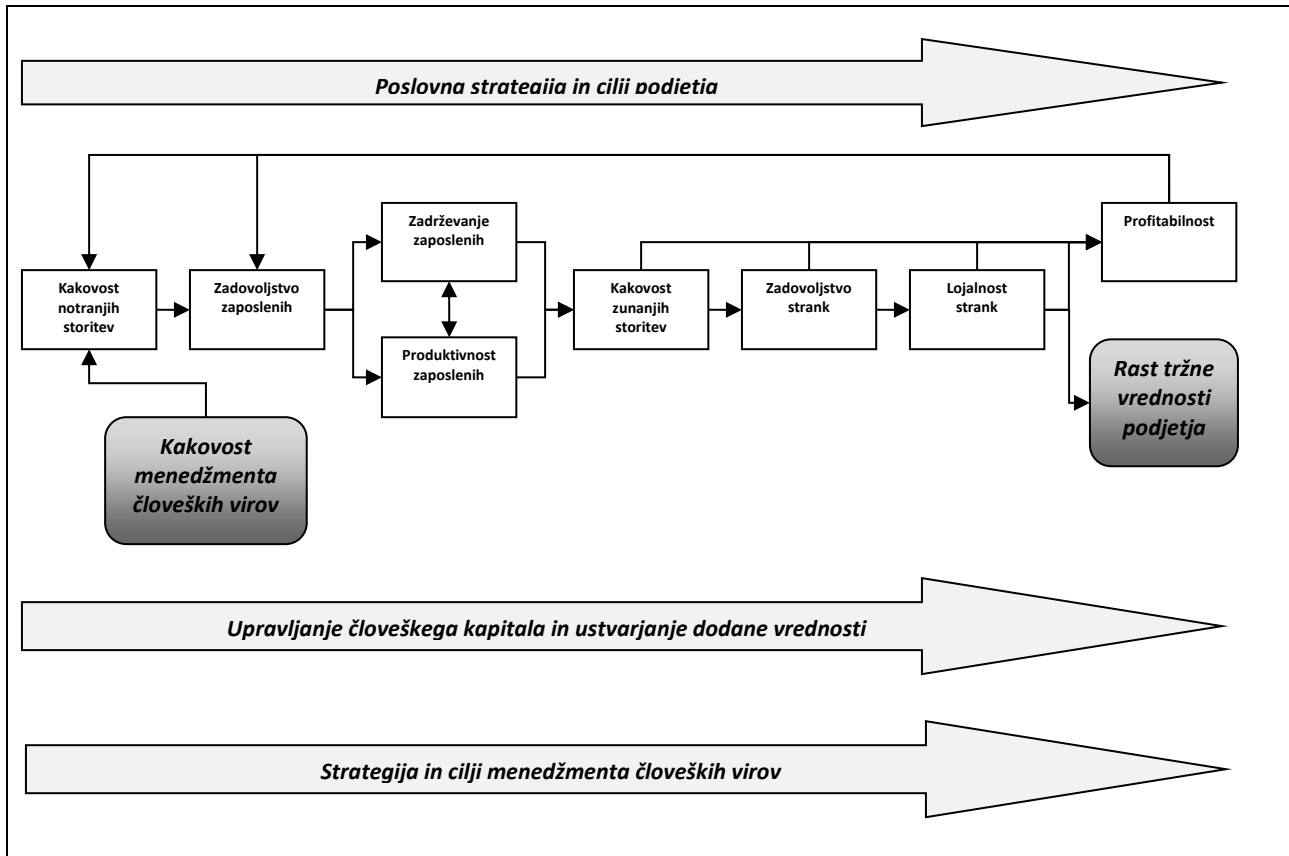 Poslovna strategija in cilji podjetja
Zadrževanje
zaposlenih
Profitabilnost
Kakovost
notranjih
storitev
Zadovoljstvo
zaposlenih
Kakovost
zunanjih
storitev
Zadovoljstvo
strank
Lojalnost
strank
Produktivnost
zaposlenih
Rast tržne
vrednosti
podjetja
Kakovost
menedžmenta
človeških virov
Upravljanje človeškega kapitala in ustvarjanje dodane vrednosti
Strategija in cilji menedžmenta človeških virov